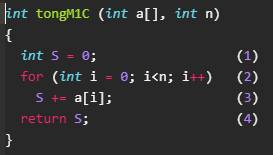 int tongM1C (int a[], int n)
{
int S = 0; (1)
for (int i = 0; i<n; i++) (2)
S += a[i]; (3)
return S; (4)
}